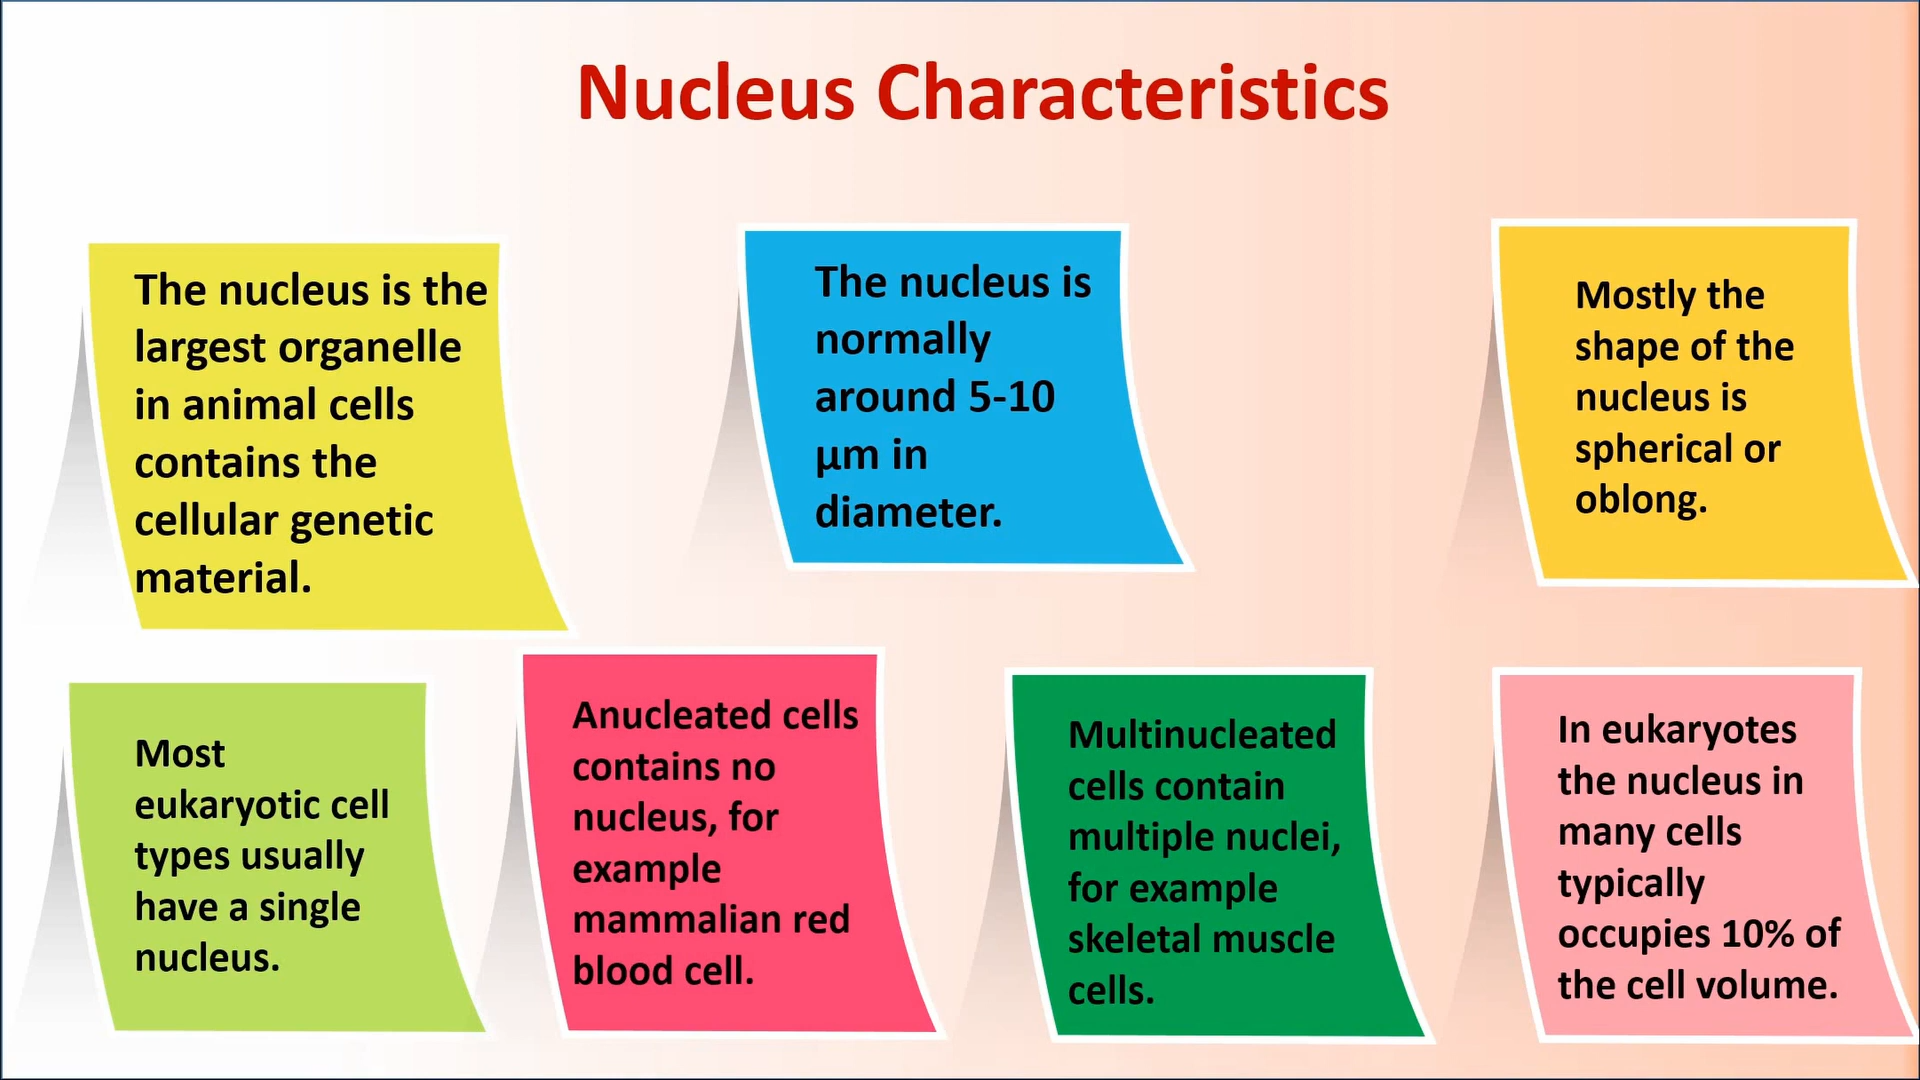 Nucleus Characteristics
The nucleus is the
largest organelle
in animal cells
contains the
cellular genetic
material.
The nucleus is
normally
around 5-10
µm in
diameter.
Mostly the
shape of the
nucleus is
spherical or
oblong.
Most
eukaryotic cell
types usually
have a single
nucleus.
Anucleated cells
contains no
nucleus, for
example
mammalian red
blood cell.
Multinucleated
cells contain
multiple nuclei,
for example
skeletal muscle
cells.
In eukaryotes
the nucleus in
many cells
typically
occupies 10% of
the cell volume.